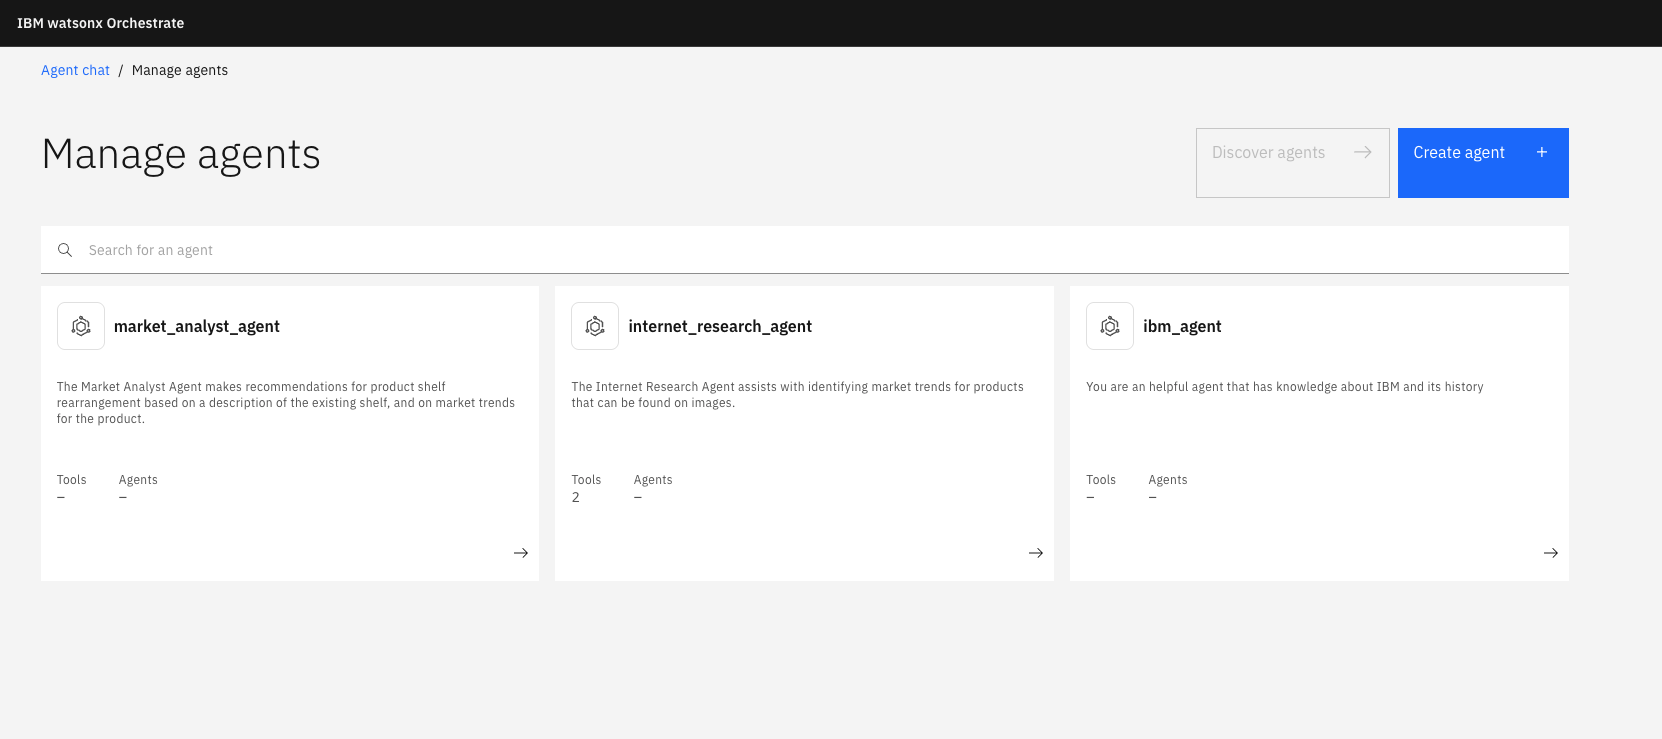 IBM watsonx Orchestrate
Agent chat / Manage agents
Manage agents
Discover agents
Create agent
Search for an agent
market_analyst_agent
The Market Analyst Agent makes recommendations for product shelf
rearrangement based on a description of the existing shelf, and on market trends
for the product.
Tools Agents
– –
internet_research_agent
The Internet Research Agent assists with identifying market trends for products
that can be found on images.
Tools Agents
2 –
ibm_agent
You are an helpful agent that has knowledge about IBM and its history
Tools Agents
– –